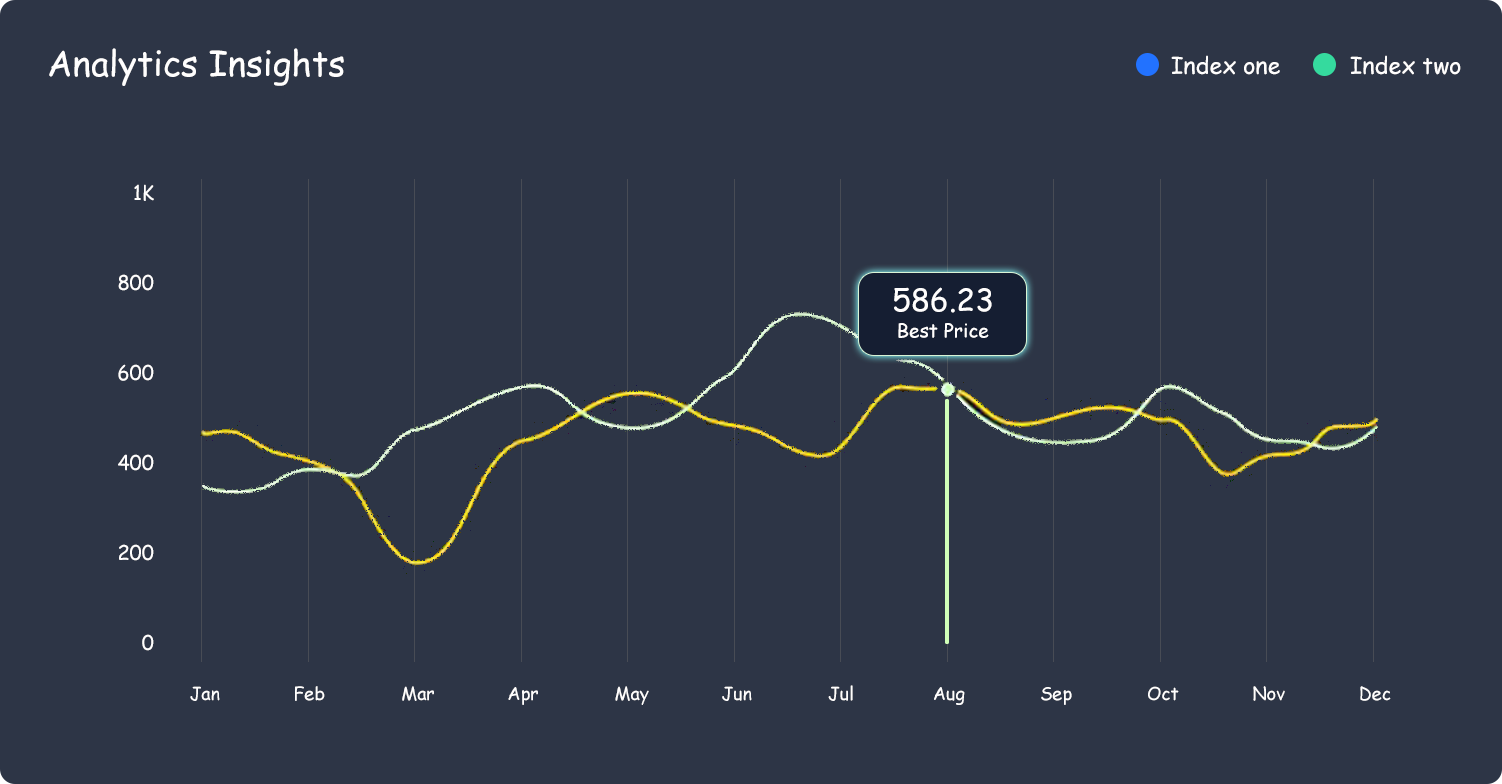 Analytics Insights
Index one
Index two
1K
800
600
400
200
0
586.23
Best Price
Jan Feb Mar Apr May Jun Jul Aug Sep Oct Nov Dec